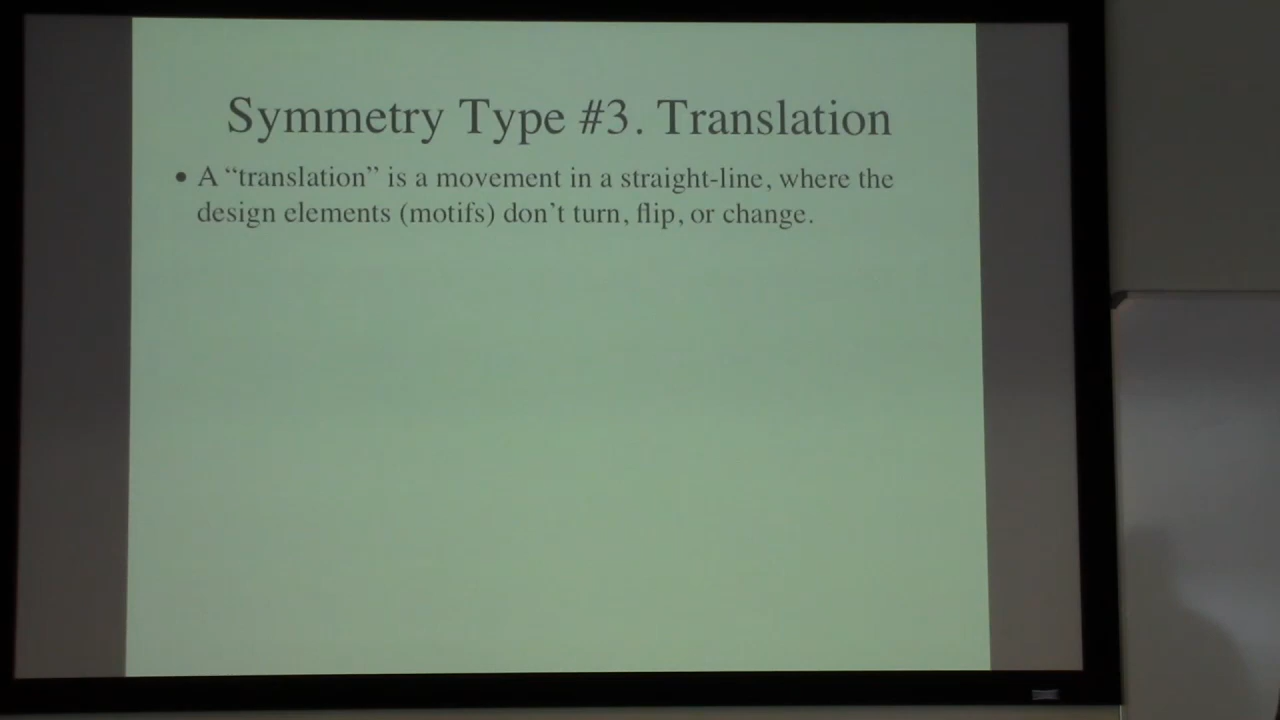 Symmetry Type #3. Translation
• A “translation” is a movement in a straight-line, where the
design elements (motifs) don’t turn, flip, or change.